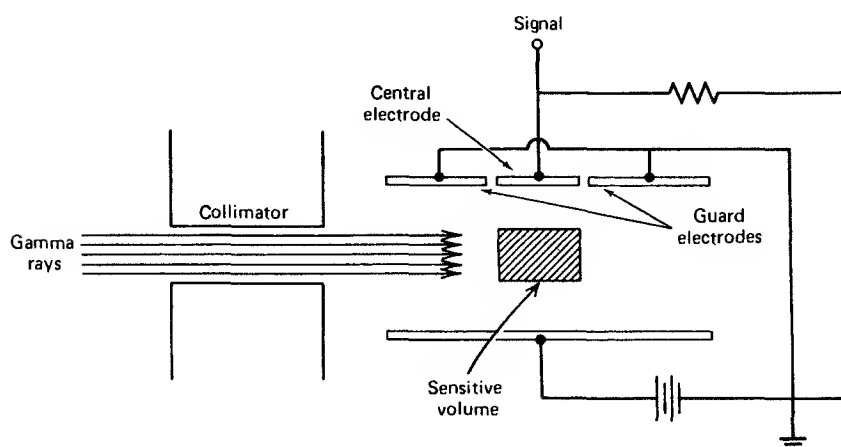 Signal
Central
electrode
Collimator
Gamma
rays
Guard
electrodes
Sensitive
volume